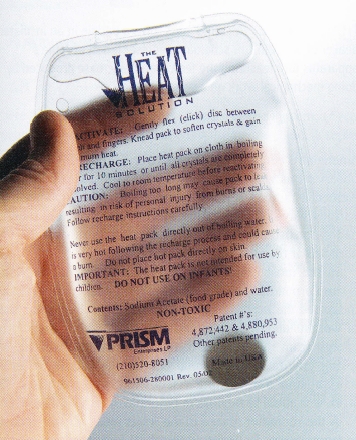 THE
HEAT
SOLUTION
ACTIVATE: Gently flex (click) disc between
and fingers. Knead pack to soften crystals & gain
heat.
RECHARGE: Place heat pack on cloth in boiling
for 10 minutes or until all crystals are completely
Cool to room temperature before reactivating
CAUTION: Boiling too long may cause pack to
resulting in risk of personal injury from burns or scalds.
Follow recharge instructions carefully.
Never use the heat pack directly out of boiling water.
is very hot following the recharge process and could cause
a burn. Do not place hot pack directly on skin.
IMPORTANT: The heat pack is not intended for use by
children. DO NOT USE ON INFANTS!
Contents: Sodium Acetate (food grade) and water.
NON-TOXIC
Patent #'s:
4,872,442 & 4,880,953
Other patents pending.
PRISM
Enterprises LP
(210)520-8051
Made in USA
961506-280001 Rev. 05/02